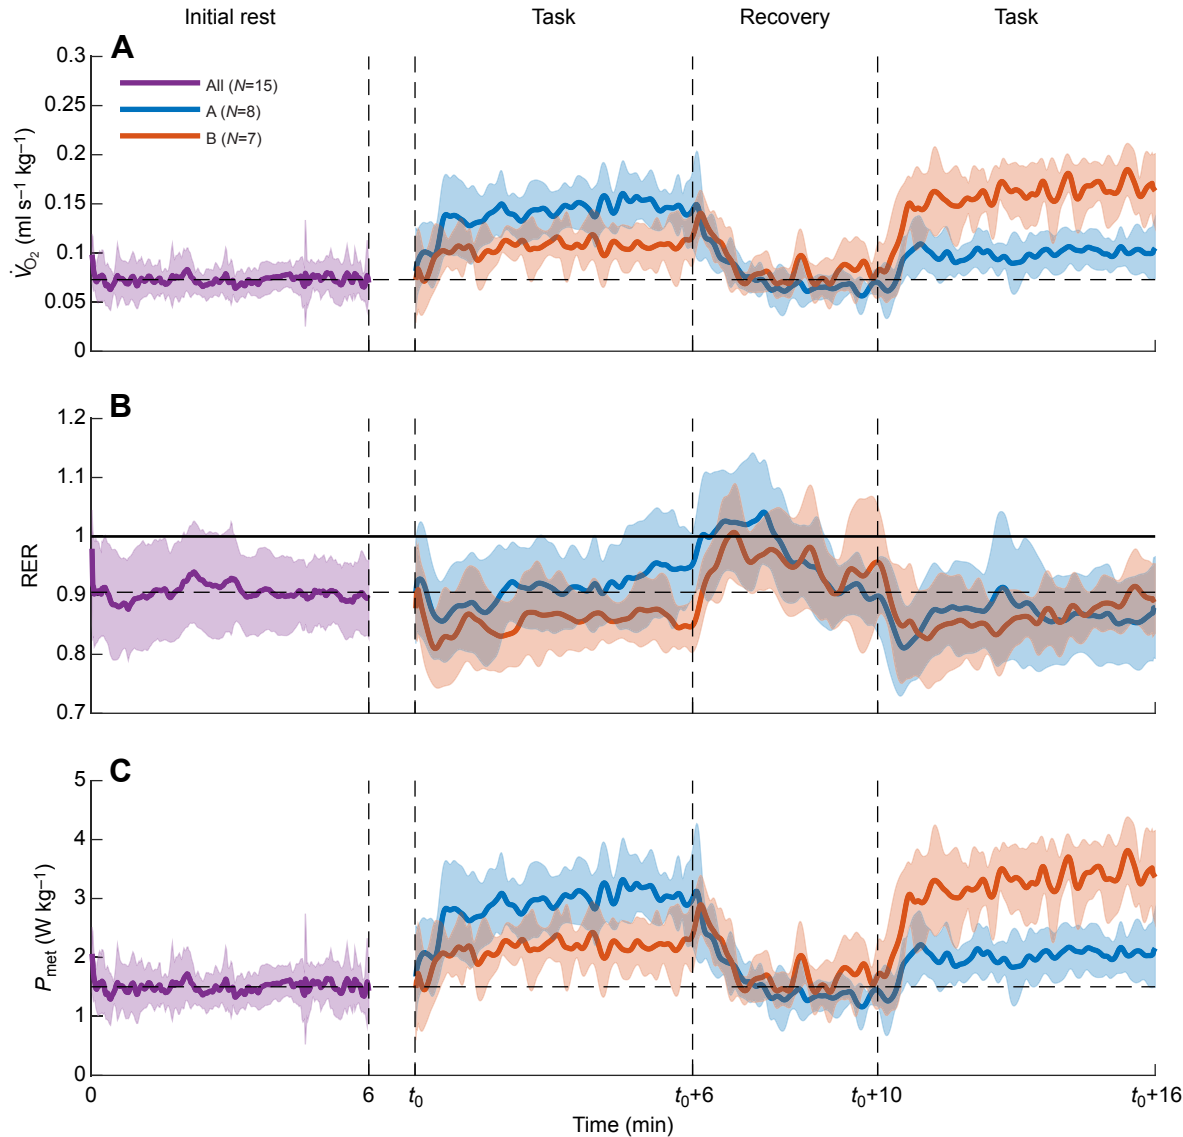 Initial rest Task Recovery Task
A
0.3
0.25
0.2
0.15
0.1
0.05
0
V̇O₂ (ml s⁻¹ kg⁻¹)
All (N=15)
A (N=8)
B (N=7)
B
1.2
1.1
1
0.9
0.8
0.7
RER
C
5
4
3
2
1
0
Pmet (W kg⁻¹)
0 6 t₀ t₀+6 t₀+10 t₀+16
Time (min)